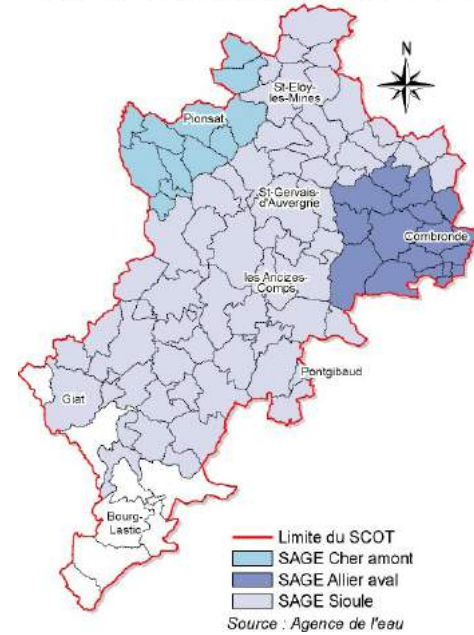 N
St-Eloy-
les-Mines
Pionsat
St-Gervais-
d'Auvergne
Combronde
les Ancizes-
Comps
Pontgibaud
Giat
Bourg-
Lastic
Limite du SCOT
SAGE Cher amont
SAGE Allier aval
SAGE Sioule
Source : Agence de l'eau